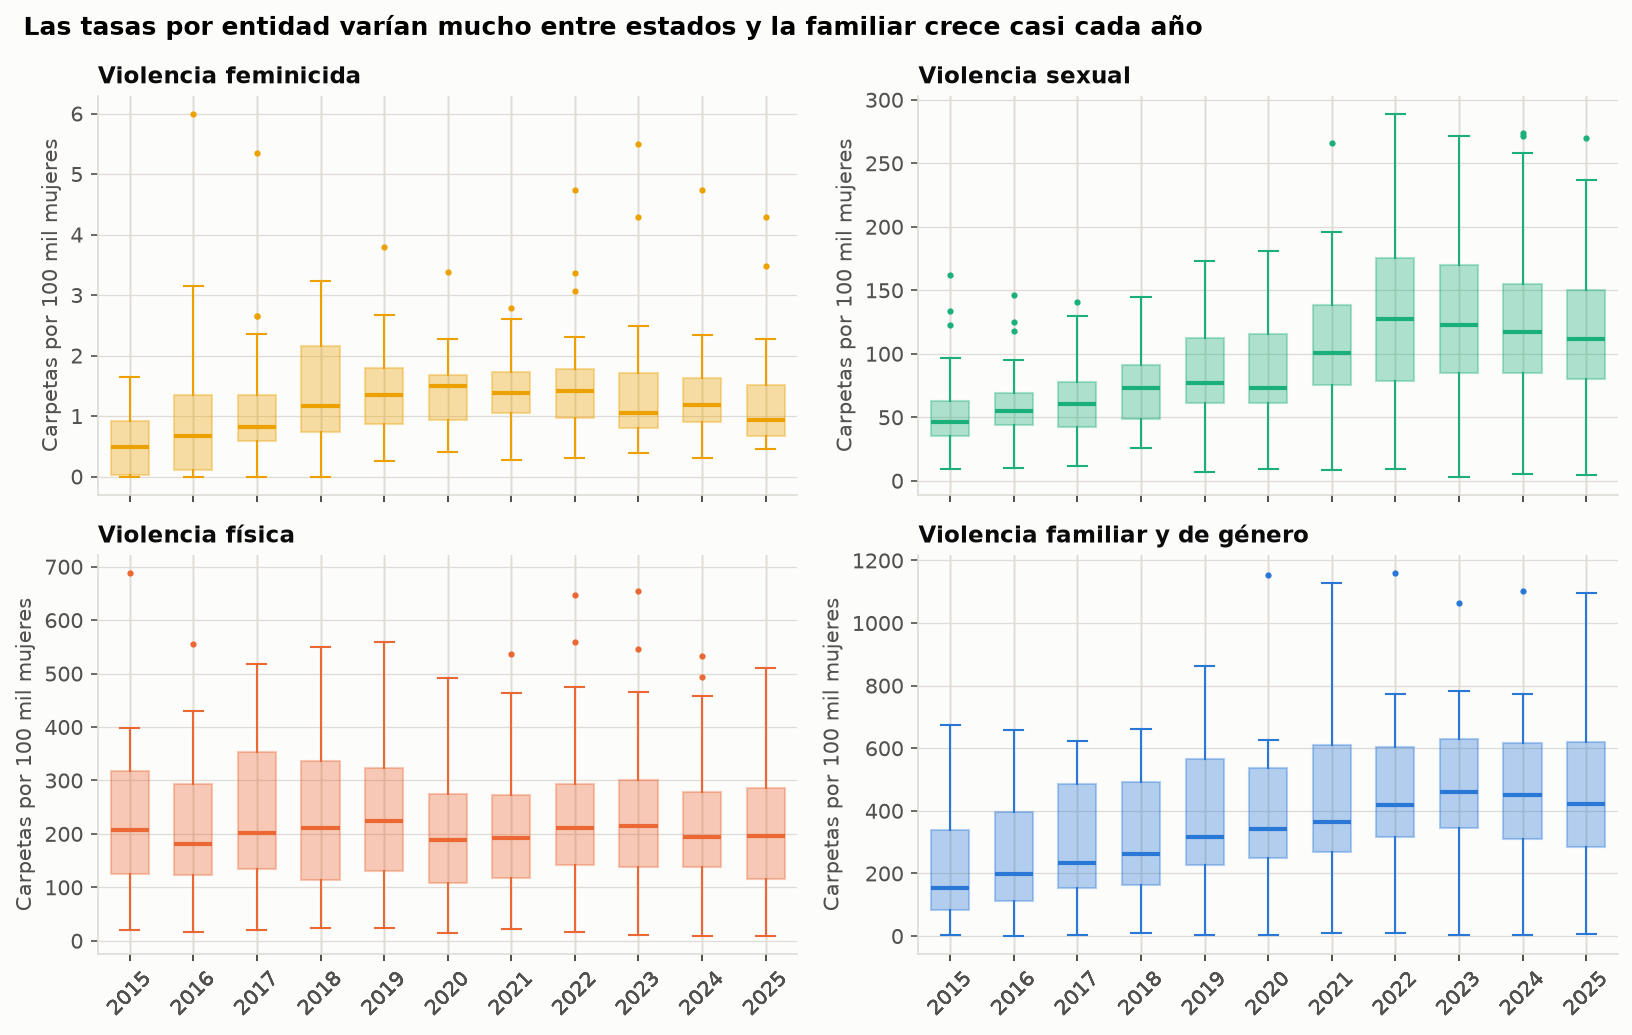 Las tasas por entidad varían mucho entre estados y la familiar crece casi cada año
Violencia feminicida
Carpetas por 100 mil mujeres
6
5
4
3
2
1
0
Violencia sexual
Carpetas por 100 mil mujeres
300
250
200
150
100
50
0
Violencia física
Carpetas por 100 mil mujeres
700
600
500
400
300
200
100
0
2015 2016 2017 2018 2019 2020 2021 2022 2023 2024 2025
Violencia familiar y de género
Carpetas por 100 mil mujeres
1200
1000
800
600
400
200
0
2015 2016 2017 2018 2019 2020 2021 2022 2023 2024 2025